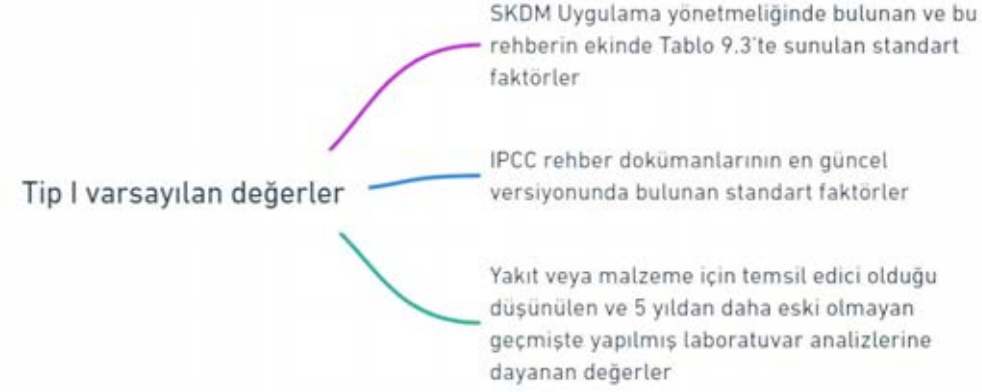 SKDM Uygulama yönetmeliğinde bulunan ve bu
rehberin ekinde Tablo 9.3'te sunulan standart
faktörler
IPCC rehber dokümanlarının en güncel
versiyonunda bulunan standart faktörler
Tip I varsayılan değerler
Yakıt veya malzeme için temsil edici olduğu
düşünülen ve 5 yıldan daha eski olmayan
geçmişte yapılmış laboratuvar analizlerine
dayanan değerler